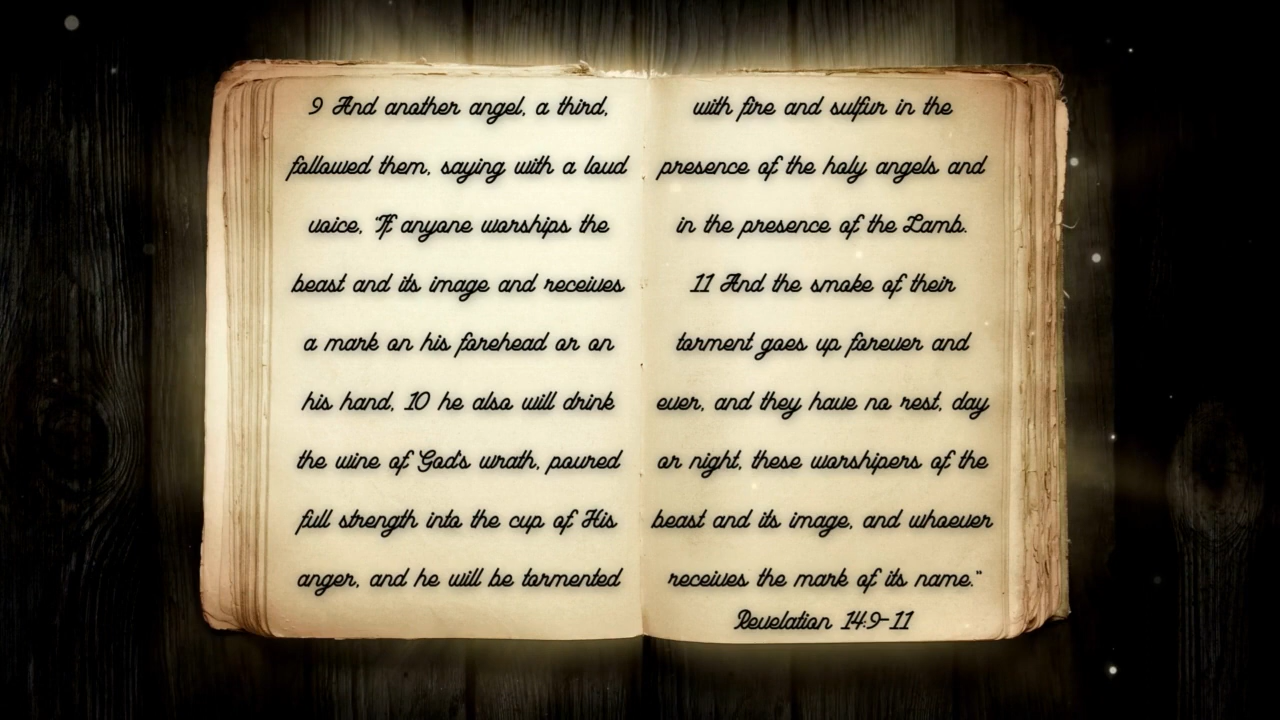 9 And another angel, a third,
followed them, saying with a loud
voice, "If anyone worships the
beast and its image and receives
a mark on his forehead or on
his hand, 10 he also will drink
the wine of God's wrath, poured
full strength into the cup of His
anger, and he will be tormented
with fire and sulfur in the
presence of the holy angels and
in the presence of the Lamb.
11 And the smoke of their
torment goes up forever and
ever, and they have no rest, day
or night, these worshipers of the
beast and its image, and whoever
receives the mark of its name."
Revelation 14:9-11